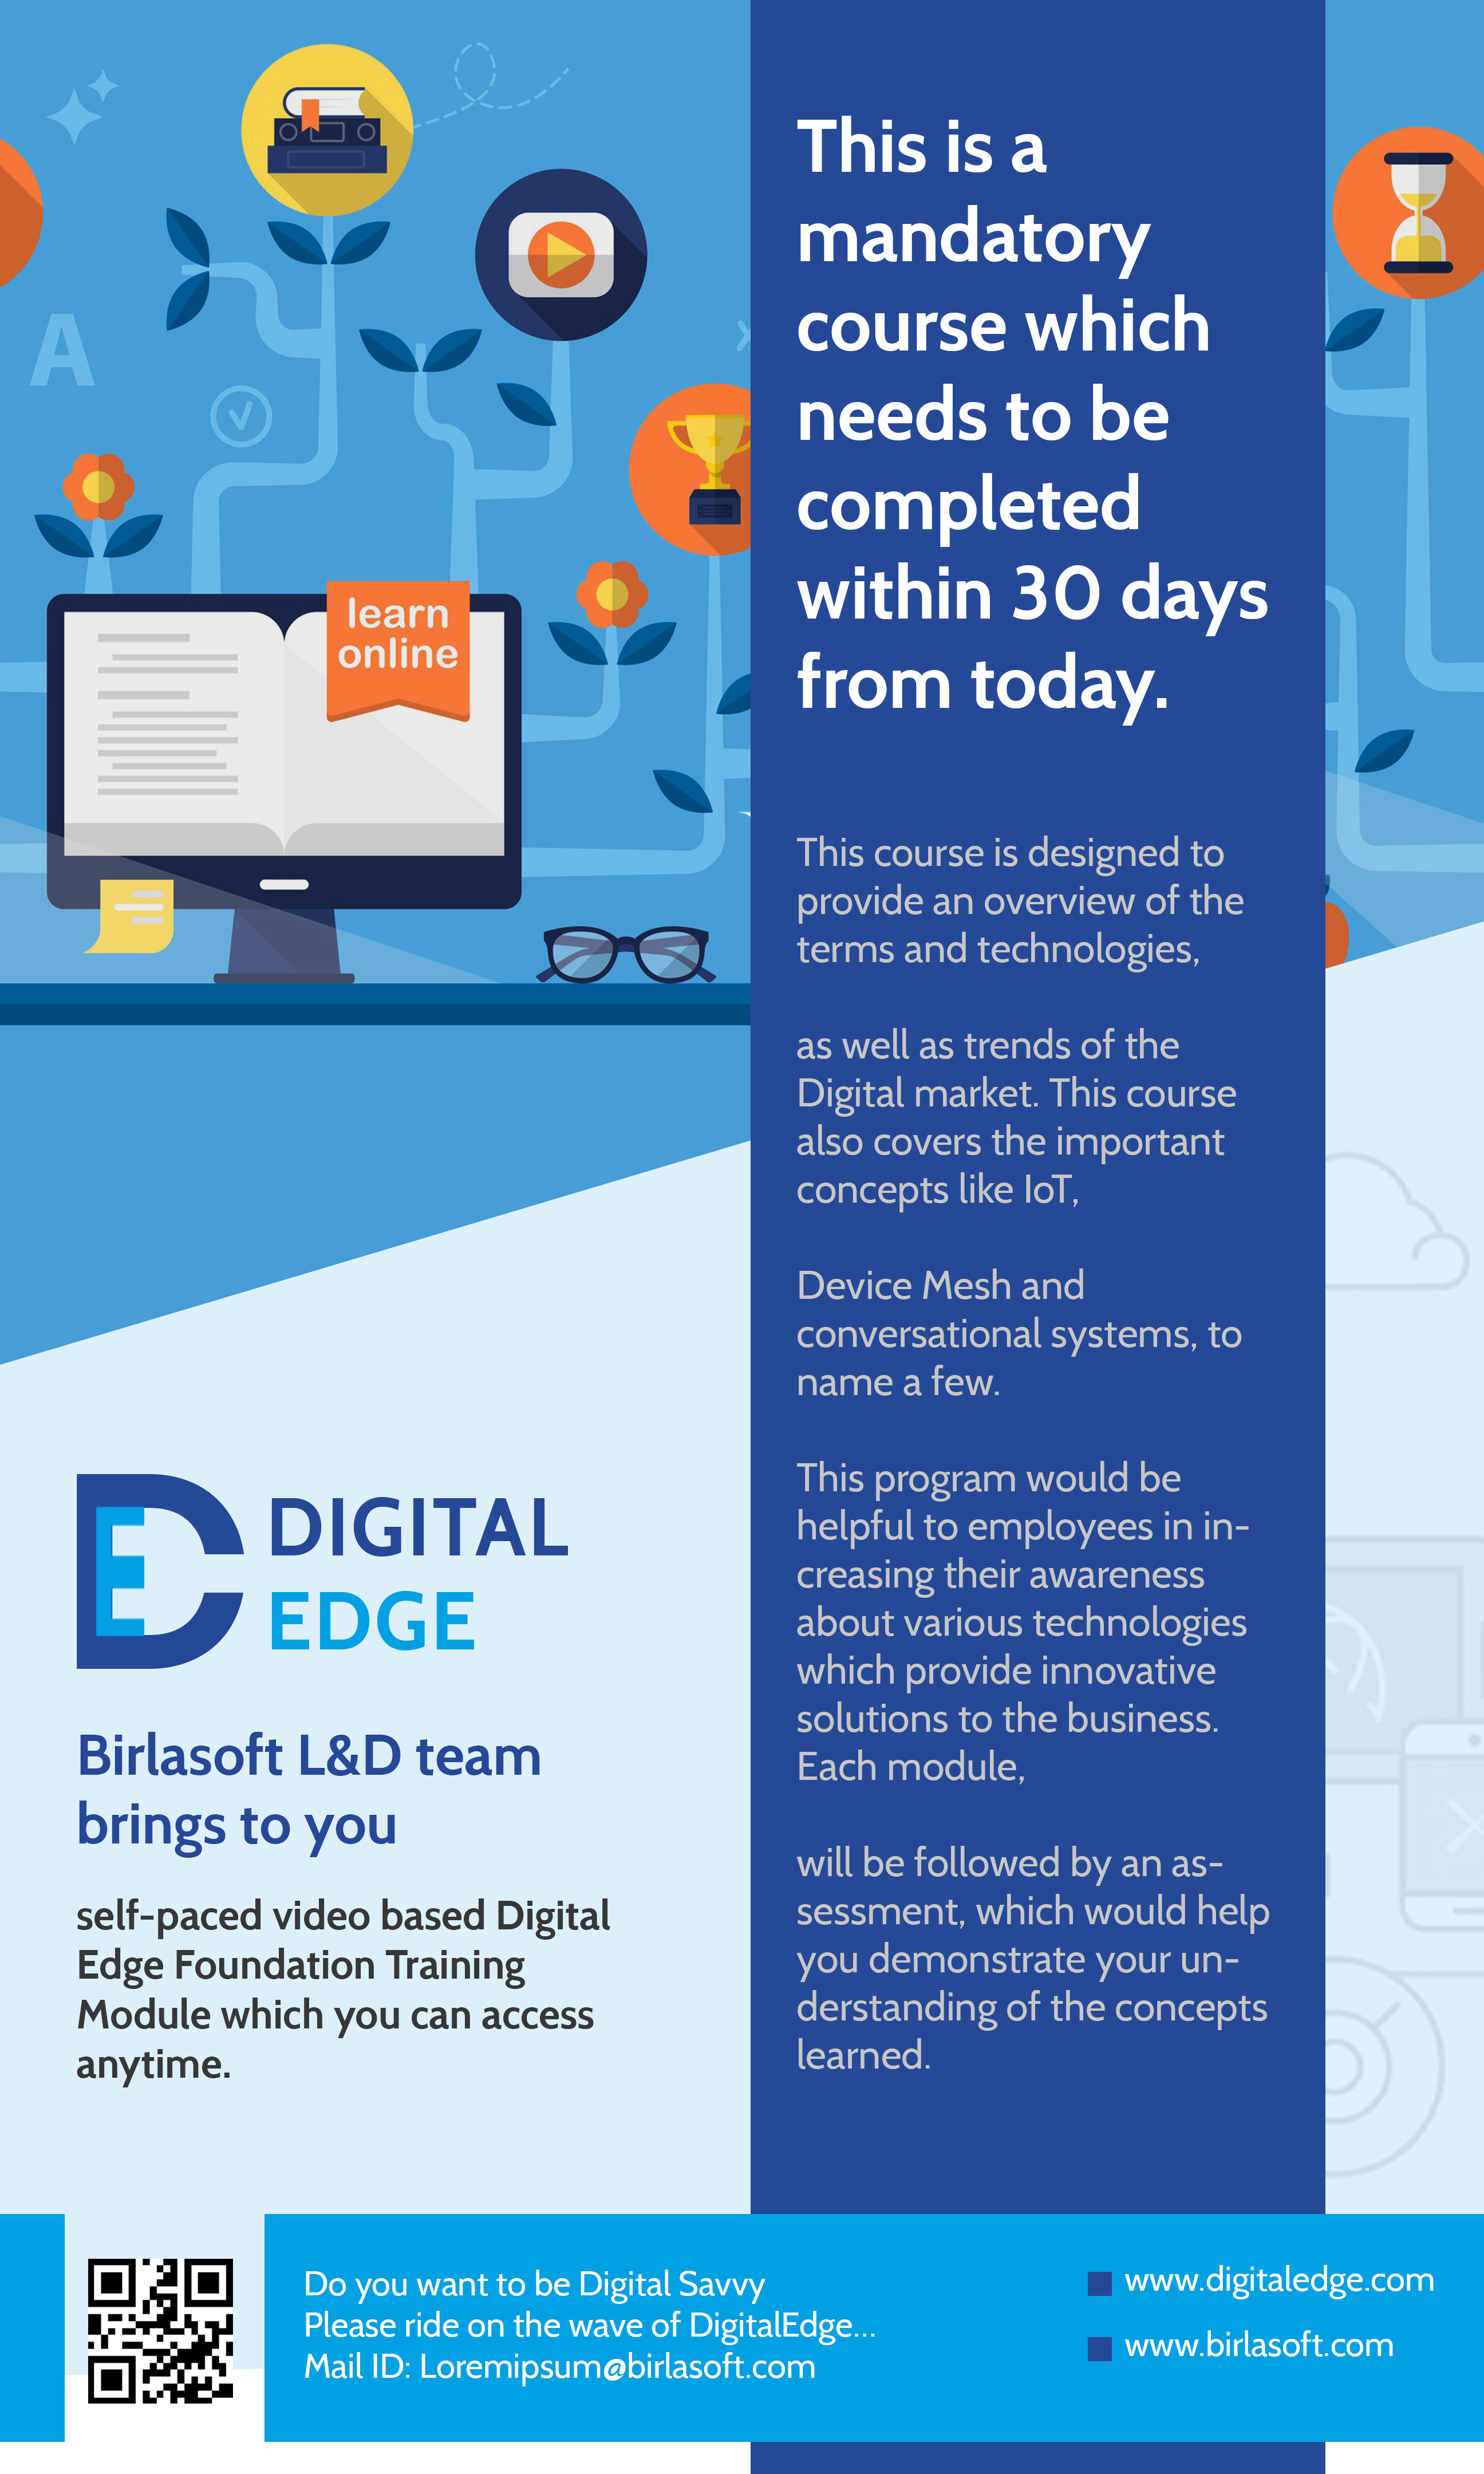 A
learn
online
DIGITAL
EDGE
Birlasoft L&D team
brings to you
self-paced video based Digital
Edge Foundation Training
Module which you can access
anytime.
This is a
mandatory
course which
needs to be
completed
within 30 days
from today.
This course is designed to
provide an overview of the
terms and technologies,
as well as trends of the
Digital market. This course
also covers the important
concepts like IoT,
Device Mesh and
conversational systems, to
name a few.
This program would be
helpful to employees in in-
creasing their awareness
about various technologies
which provide innovative
solutions to the business.
Each module,
will be followed by an as-
sessment, which would help
you demonstrate your un-
derstanding of the concepts
learned.
Do you want to be Digital Savvy
Please ride on the wave of DigitalEdge...
Mail ID: Loremipsum@birlasoft.com
www.digitaledge.com
www.birlasoft.com